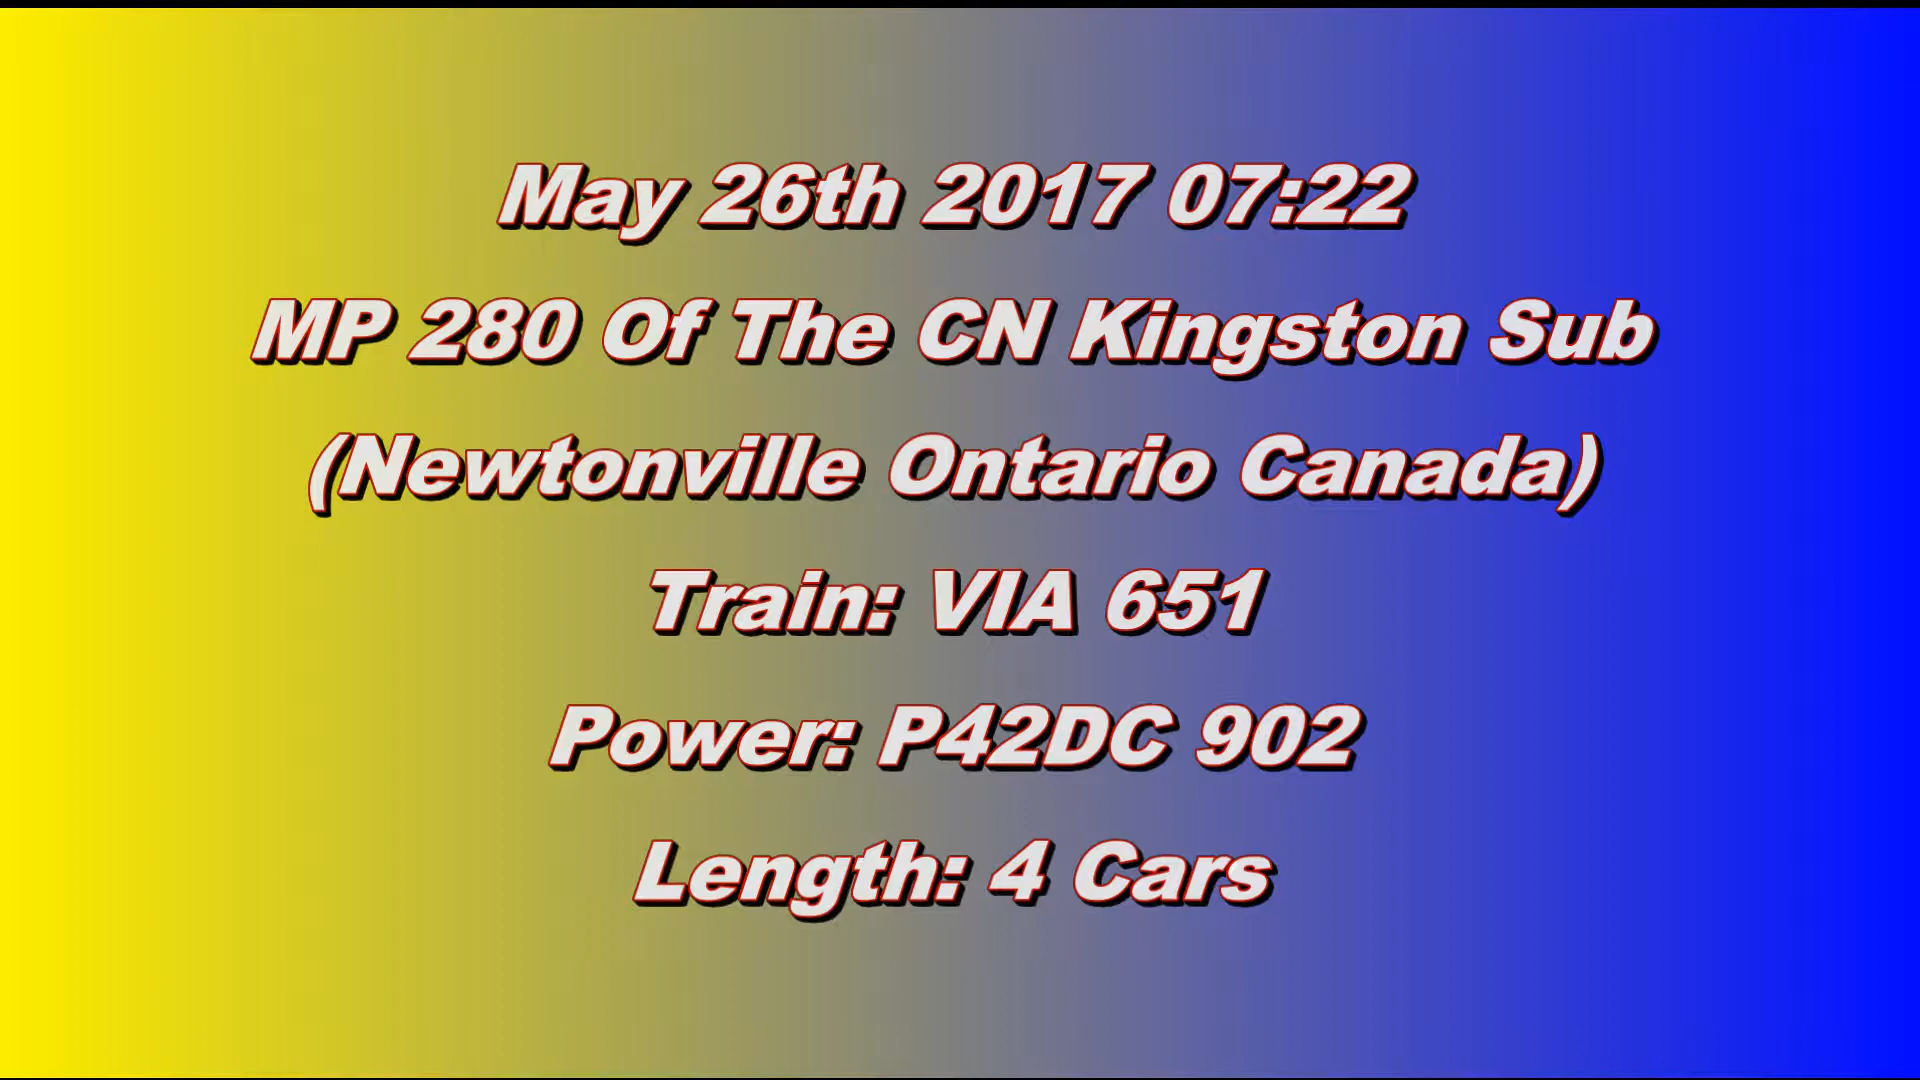 May 26th 2017 07:22
MP 280 Of The CN Kingston Sub
(Newtonville Ontario Canada)
Train: VIA 651
Power: P42DC 902
Length: 4 Cars